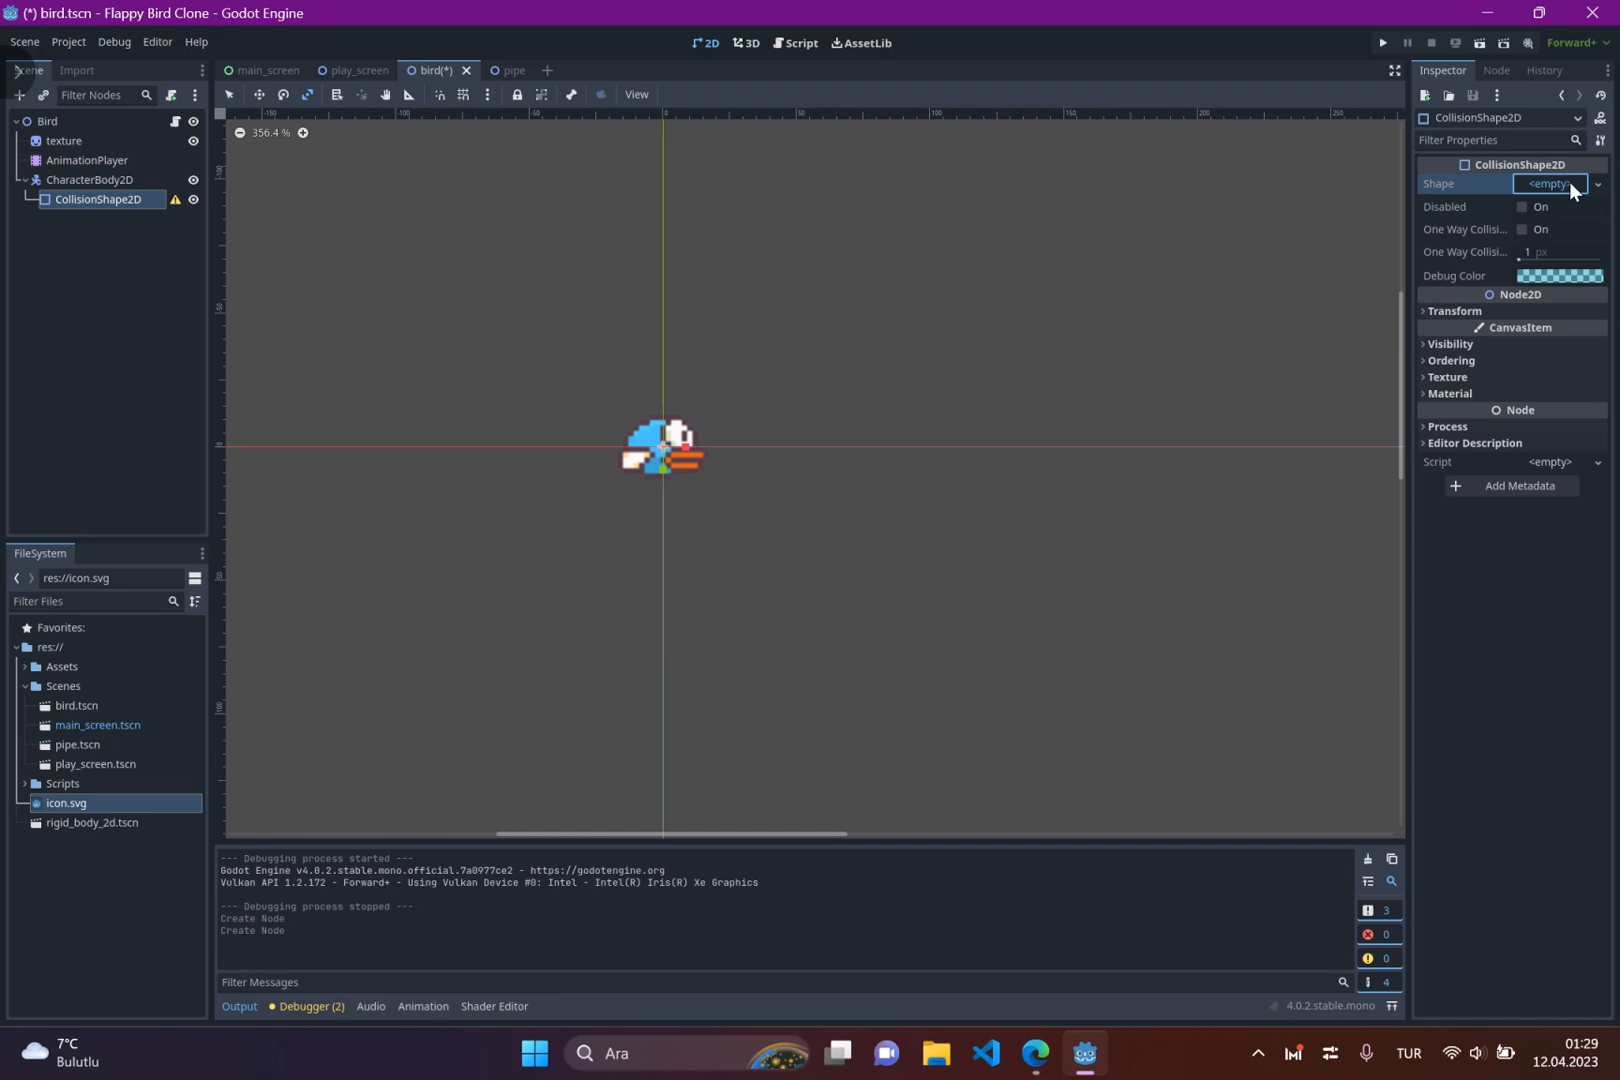 (*) bird.tscn - Flappy Bird Clone - Godot Engine
Scene Project Debug Editor Help
2D 3D Script AssetLib
Forward+
Scene Import
main_screen play_screen bird(*) pipe
Inspector Node History
Filter Nodes
View
CollisionShape2D
Filter Properties
356.4 %
Bird
texture
AnimationPlayer
CharacterBody2D
CollisionShape2D
CollisionShape2D
Shape <empty>
Disabled On
One Way Collisi... On
One Way Collisi... 1 px
Debug Color
Node2D
Transform
CanvasItem
Visibility
Ordering
Texture
Material
Node
Process
Editor Description
Script <empty>
Add Metadata
FileSystem
res://icon.svg
Filter Files
Favorites:
res://
Assets
Scenes
bird.tscn
main_screen.tscn
pipe.tscn
play_screen.tscn
Scripts
icon.svg
rigid_body_2d.tscn
--- Debugging process started ---
Godot Engine v4.0.2.stable.mono.official.7a0977ce2 - https://godotengine.org
Vulkan API 1.2.172 - Forward+ - Using Vulkan Device #0: Intel - Intel(R) Iris(R) Xe Graphics
--- Debugging process stopped ---
Create Node
Create Node
3
0
0
4
Filter Messages
Output Debugger (2) Audio Animation Shader Editor
4.0.2.stable.mono
7°C
Bulutlu
Ara
TUR
01:29
12.04.2023